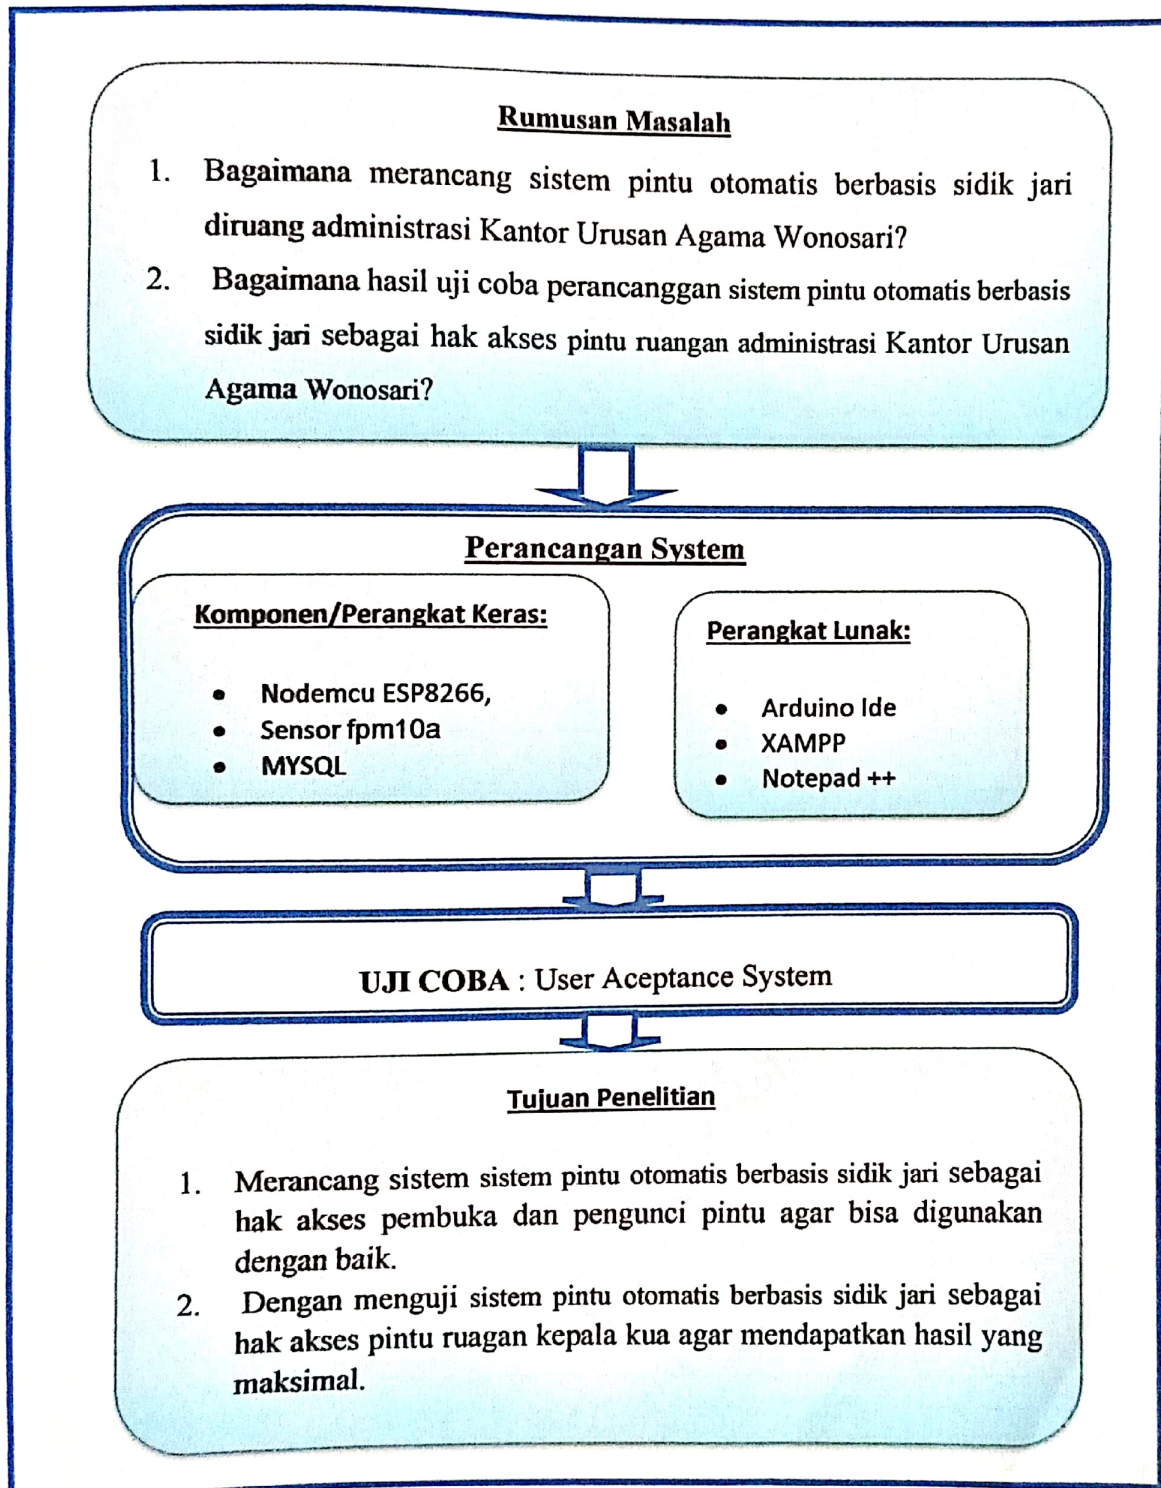 Rumusan Masalah
1. Bagaimana merancang sistem pintu otomatis berbasis sidik jari
diruang administrasi Kantor Urusan Agama Wonosari?
2. Bagaimana hasil uji coba perancanggan sistem pintu otomatis berbasis
sidik jari sebagai hak akses pintu ruangan administrasi Kantor Urusan
Agama Wonosari?
Perancangan System
Komponen/Perangkat Keras:
• Nodemcu ESP8266,
• Sensor fpm10a
• MYSQL
Perangkat Lunak:
• Arduino Ide
• XAMPP
• Notepad ++
UJI COBA : User Aceptance System
Tujuan Penelitian
1. Merancang sistem sistem pintu otomatis berbasis sidik jari sebagai
hak akses pembuka dan pengunci pintu agar bisa digunakan
dengan baik.
2. Dengan menguji sistem pintu otomatis berbasis sidik jari sebagai
hak akses pintu ruagan kepala kua agar mendapatkan hasil yang
maksimal.